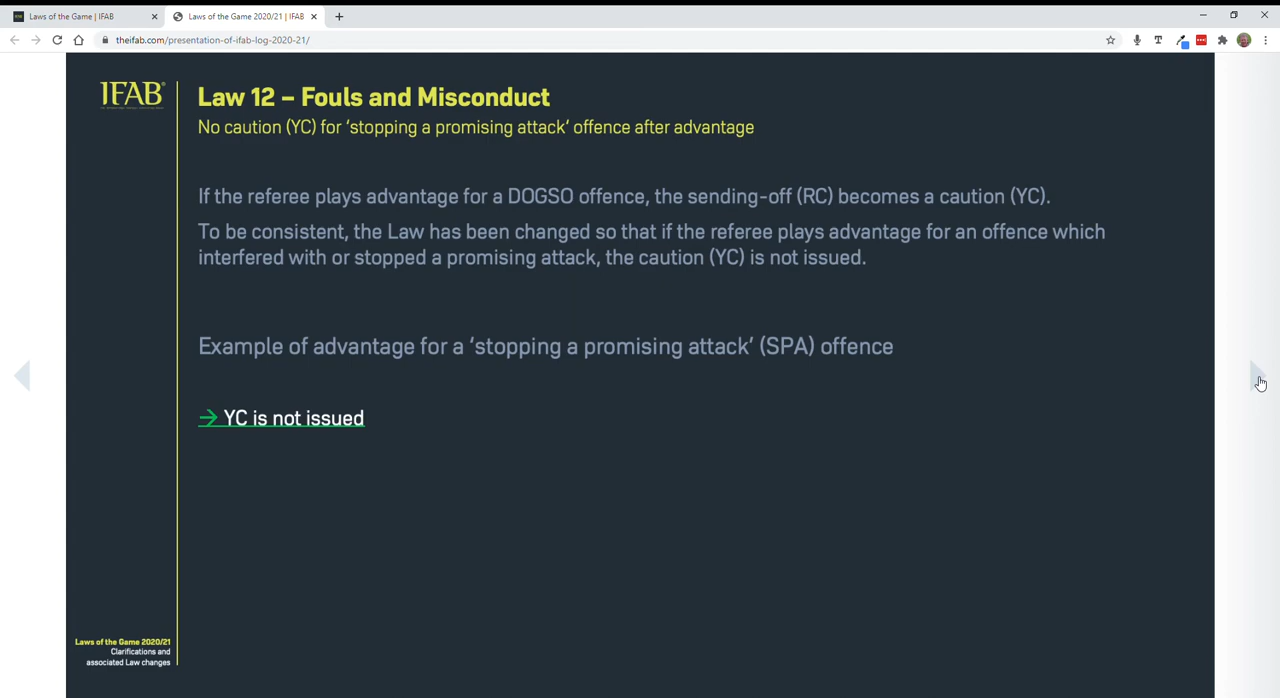 Laws of the Game | IFAB
Laws of the Game 2020/21 | IFAB
theifab.com/presentation-of-ifab-log-2020-21/
IFAB
Law 12 – Fouls and Misconduct
No caution (YC) for ‘stopping a promising attack’ offence after advantage
If the referee plays advantage for a DOGSO offence, the sending-off (RC) becomes a caution (YC).
To be consistent, the Law has been changed so that if the referee plays advantage for an offence which
interfered with or stopped a promising attack, the caution (YC) is not issued.
Example of advantage for a ‘stopping a promising attack’ (SPA) offence
→ YC is not issued
Laws of the Game 2020/21
Clarifications and
associated Law changes